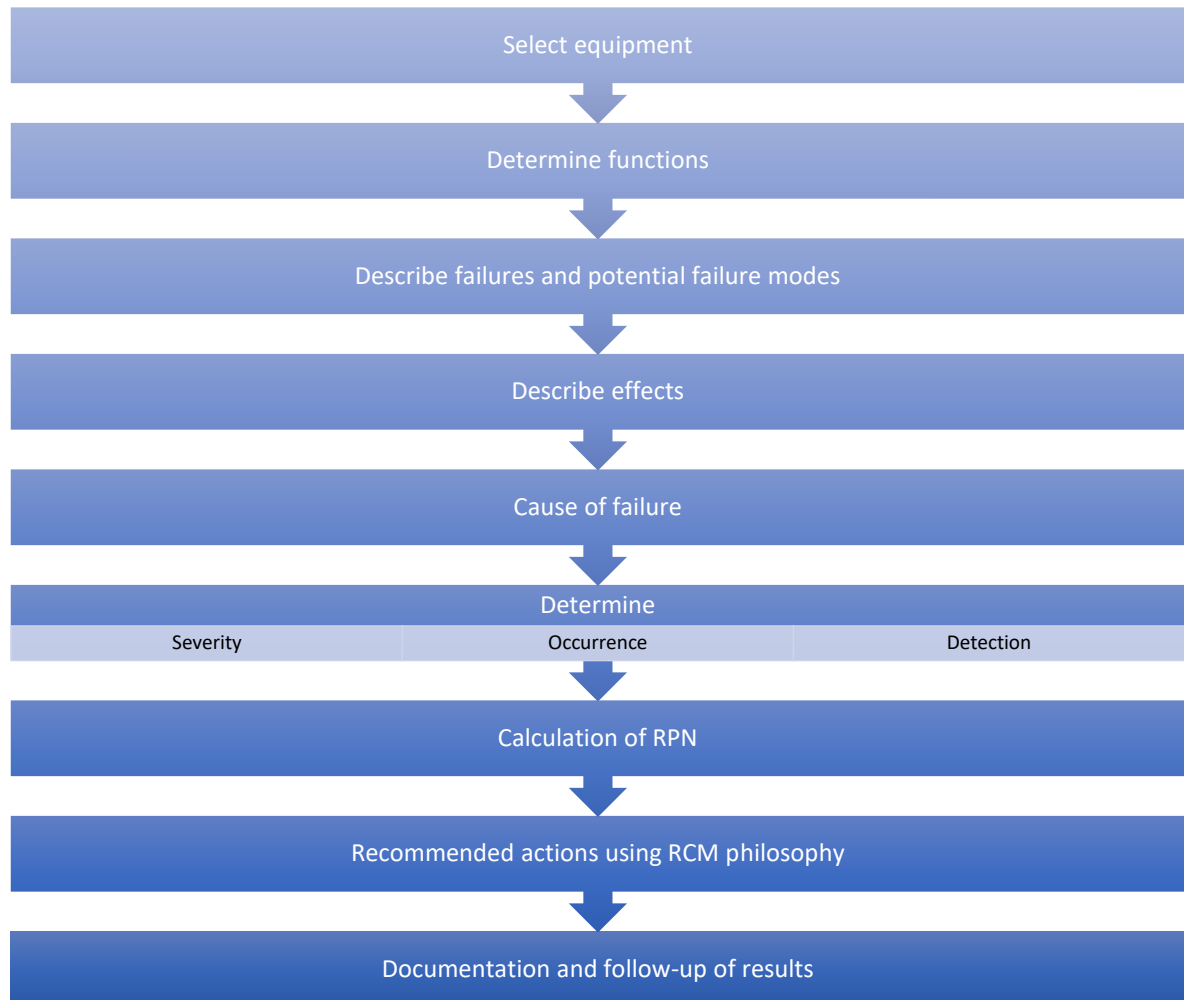 Select equipment
Determine functions
Describe failures and potential failure modes
Describe effects
Cause of failure
Determine
Severity Occurrence Detection
Calculation of RPN
Recommended actions using RCM philosophy
Documentation and follow-up of results